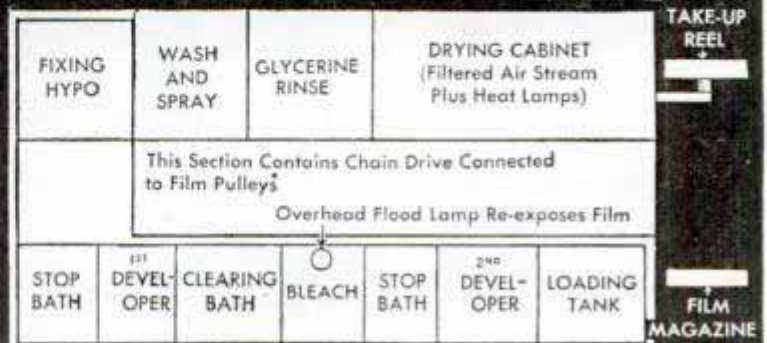 TAKE-UP
REEL
FIXING
HYPO
WASH
AND
SPRAY
GLYCERINE
RINSE
DRYING CABINET
(Filtered Air Stream
Plus Heat Lamps)
This Section Contains Chain Drive Connected
to Film Pulleys
Overhead Flood Lamp Re-exposes Film
STOP
BATH
1ST
DEVEL-
OPER
CLEARING
BATH
BLEACH
STOP
BATH
2ND
DEVEL-
OPER
LOADING
TANK
FILM
MAGAZINE